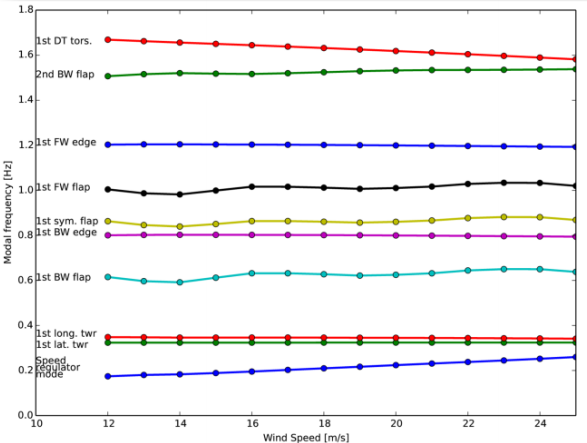 1.8
1st DT tors.
1.6
2nd BW flap
1.4
1.2
1st FW edge
1st FW flap
1.0
1st sym. flap
1st BW edge
0.8
1st BW flap
0.6
0.4
1st long. twr
1st lat. twr
Speed
regulator
mode
0.2
0.0
Modal frequency [Hz]
10 12 14 16 18 20 22 24
Wind Speed [m/s]